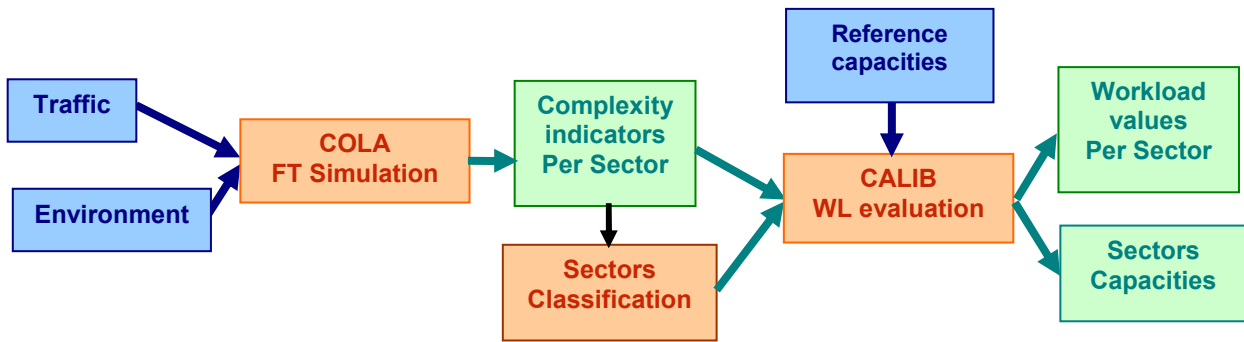 Traffic
Environment
COLA
FT Simulation
Complexity
indicators
Per Sector
Sectors
Classification
Reference
capacities
CALIB
WL evaluation
Workload
values
Per Sector
Sectors
Capacities